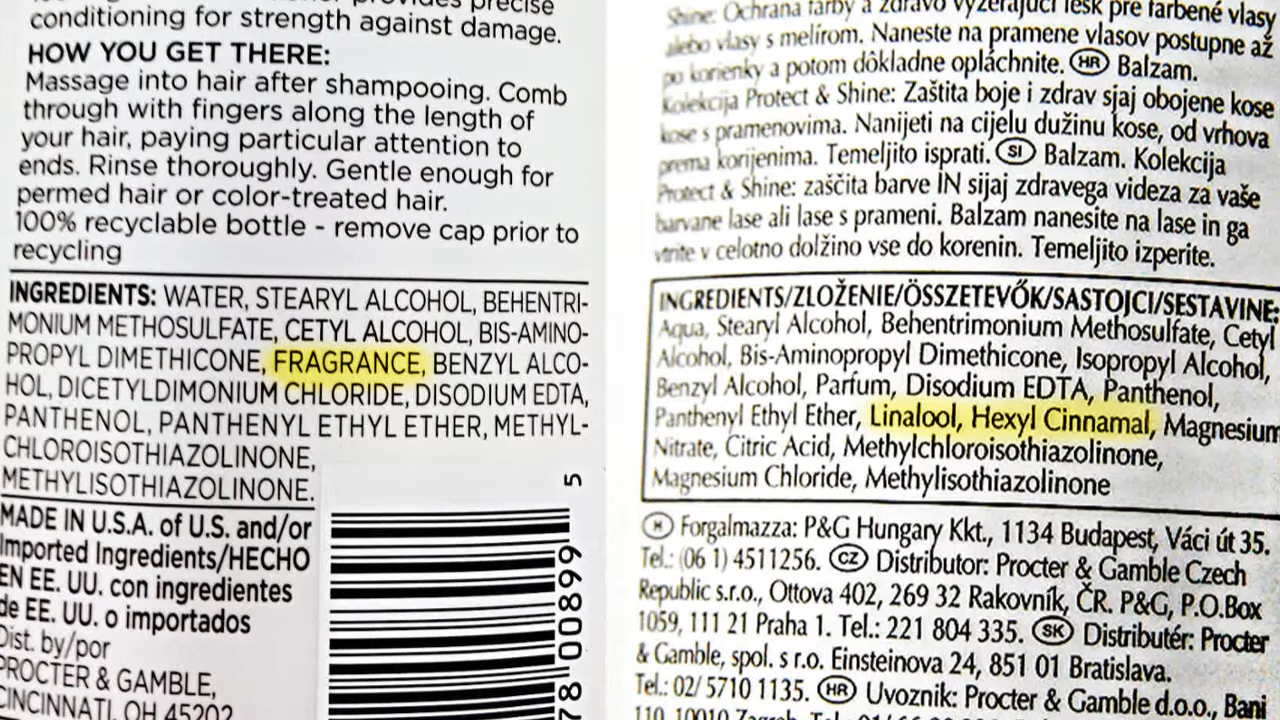 conditioning for strength against damage.
HOW YOU GET THERE:
Massage into hair after shampooing. Comb
through with fingers along the length of
your hair, paying particular attention to
ends. Rinse thoroughly. Gentle enough for
permed hair or color-treated hair.
100% recyclable bottle - remove cap prior to
recycling
INGREDIENTS: WATER, STEARYL ALCOHOL, BEHENTRI-
MONIUM METHOSULFATE, CETYL ALCOHOL, BIS-AMINO-
PROPYL DIMETHICONE, FRAGRANCE, BENZYL ALCO-
HOL, DICETYLDIMONIUM CHLORIDE, DISODIUM EDTA,
PANTHENOL, PANTHENYL ETHYL ETHER, METHYL-
CHLOROISOTHIAZOLINONE,
METHYLISOTHIAZOLINONE.
MADE IN U.S.A. of U.S. and/or
Imported Ingredients/HECHO
EN EE. UU. con ingredientes
de EE. UU. o importados
Dist. by/por
PROCTER & GAMBLE,
CINCINNATI, OH 45202
78 00899 5
Shine: Ochrana farby a zdravo vyzerajúci lesk pre farbené vlasy
alebo vlasy s melírom. Naneste na pramene vlasov postupne až
po korienky a potom dôkladne opláchnite. HR Balzam.
Kolekcija Protect & Shine: Zaštita boje i zdrav sjaj obojene kose
kose s pramenovima. Nanijeti na cijelu dužinu kose, od vrhova
prema korijenima. Temeljito isprati. SI Balzam. Kolekcija
Protect & Shine: zaščita barve IN sijaj zdravega videza za vaše
barvane lase ali lase s prameni. Balzam nanesite na lase in ga
vtrite v celotno dolžino vse do korenin. Temeljito izperite.
INGREDIENTS/ZLOŽENIE/ÖSSZETEVŐK/SASTOJCI/SESTAVINE:
Aqua, Stearyl Alcohol, Behentrimonium Methosulfate, Cetyl
Alcohol, Bis-Aminopropyl Dimethicone, Isopropyl Alcohol,
Benzyl Alcohol, Parfum, Disodium EDTA, Panthenol,
Panthenyl Ethyl Ether, Linalool, Hexyl Cinnamal, Magnesium
Nitrate, Citric Acid, Methylchloroisothiazolinone,
Magnesium Chloride, Methylisothiazolinone
H Forgalmazza: P&G Hungary Kkt., 1134 Budapest, Váci út 35.
Tel.: (06 1) 4511256. CZ Distributor: Procter & Gamble Czech
Republic s.r.o., Ottova 402, 269 32 Rakovník, ČR. P&G, P.O.Box
1059, 111 21 Praha 1. Tel.: 221 804 335. SK Distributér: Procter
& Gamble, spol. s r.o. Einsteinova 24, 851 01 Bratislava.
Tel.: 02/ 5710 1135. HR Uvoznik: Procter & Gamble d.o.o., Bani